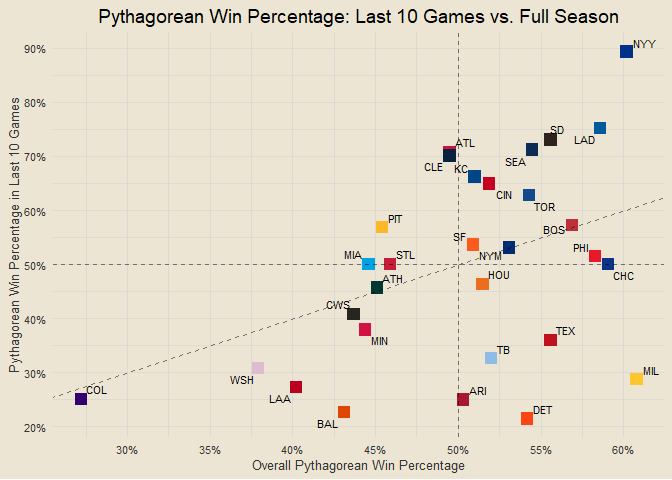 Pythagorean Win Percentage: Last 10 Games vs. Full Season
Pythagorean Win Percentage in Last 10 Games
90%
80%
70%
60%
50%
40%
30%
20%
NYY
SD
LAD
ATL
SEA
CLE
KC
CIN
TOR
PIT
BOS
SF
NYM
PHI
MIA
STL
CHC
HOU
ATH
CWS
MIN
TEX
TB
WSH
MIL
COL
LAA
ARI
BAL
DET
30%
35%
40%
45%
50%
55%
60%
Overall Pythagorean Win Percentage